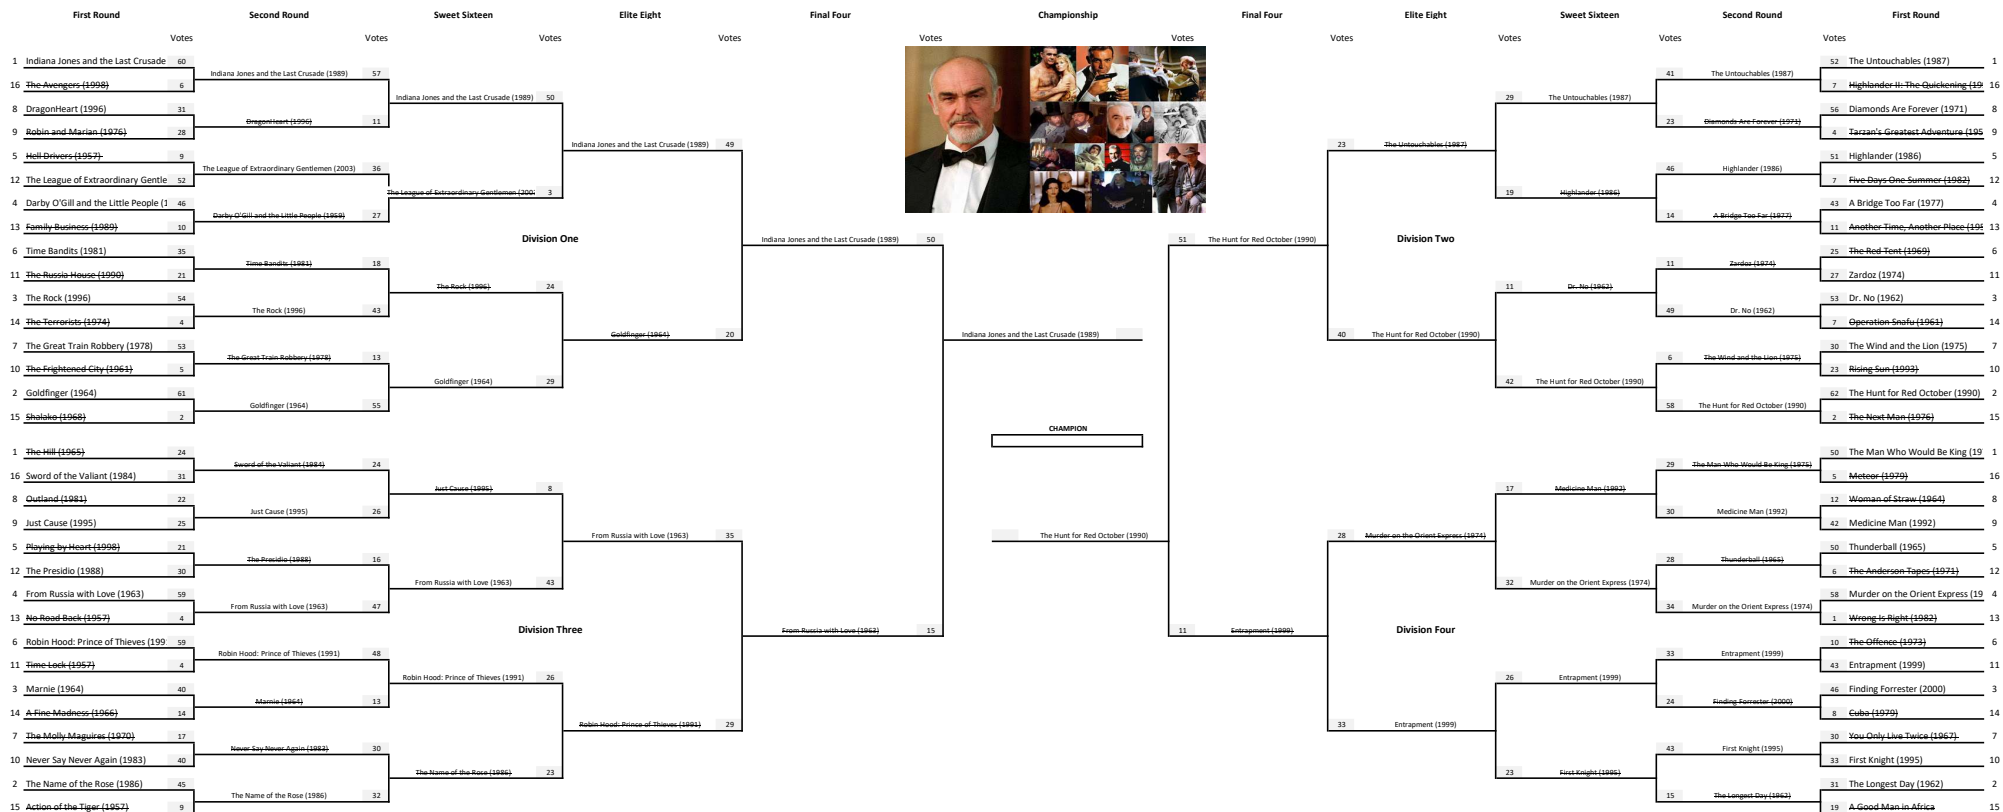 First Round Second Round Sweet Sixteen Elite Eight Final Four Championship Final Four Elite Eight Sweet Sixteen Second Round First Round
Votes Votes Votes Votes Votes Votes Votes Votes
1 Indiana Jones and the Last Crusade 60
16 The Avengers (1998) 6
8 DragonHeart (1996) 31
9 Robin and Marian (1976) 28
5 Hell Drivers (1957) 9
12 The League of Extraordinary Gentle 52
4 Darby O'Gill and the Little People (1 46
13 Family Business (1989) 10
6 Time Bandits (1981) 35
11 The Russia House (1990) 21
3 The Rock (1996) 54
14 The Terrorists (1974) 4
7 The Great Train Robbery (1978) 53
10 The Frightened City (1961) 5
2 Goldfinger (1964) 61
15 Shalako (1968) 2
Indiana Jones and the Last Crusade (1989) 57
DragonHeart (1996) 11
The League of Extraordinary Gentlemen (2003) 36
Darby O'Gill and the Little People (1959) 27
Time Bandits (1981) 18
The Rock (1996) 43
The Great Train Robbery (1978) 13
Goldfinger (1964) 55
Indiana Jones and the Last Crusade (1989) 50
The League of Extraordinary Gentlemen (200 3
The Rock (1996) 24
Goldfinger (1964) 29
Indiana Jones and the Last Crusade (1989) 49
Goldfinger (1964) 20
Division One
Indiana Jones and the Last Crusade (1989) 50
1 The Hill (1965) 24
16 Sword of the Valiant (1984) 31
8 Outland (1981) 22
9 Just Cause (1995) 25
5 Playing by Heart (1998) 21
12 The Presidio (1988) 30
4 From Russia with Love (1963) 59
13 No Road Back (1957) 4
6 Robin Hood: Prince of Thieves (199 59
11 Time Lock (1957) 4
3 Marnie (1964) 40
14 A Fine Madness (1966) 14
7 The Molly Maguires (1970) 17
10 Never Say Never Again (1983) 40
2 The Name of the Rose (1986) 45
15 Action of the Tiger (1957) 9
Sword of the Valiant (1984) 24
Just Cause (1995) 26
The Presidio (1988) 16
From Russia with Love (1963) 47
Robin Hood: Prince of Thieves (1991) 48
Marnie (1964) 13
Never Say Never Again (1983) 30
The Name of the Rose (1986) 32
Just Cause (1995) 8
From Russia with Love (1963) 43
Robin Hood: Prince of Thieves (1991) 26
The Name of the Rose (1986) 23
From Russia with Love (1963) 35
Robin Hood: Prince of Thieves (1991) 29
Division Three
From Russia with Love (1963) 15
Indiana Jones and the Last Crusade (1989)
CHAMPION
The Hunt for Red October (1990)
51 The Hunt for Red October (1990)
11 Entrapment (1999)
Division Two
23 The Untouchables (1987)
40 The Hunt for Red October (1990)
29 The Untouchables (1987)
19 Highlander (1986)
11 Dr. No (1962)
42 The Hunt for Red October (1990)
41 The Untouchables (1987)
23 Diamonds Are Forever (1971)
46 Highlander (1986)
14 A Bridge Too Far (1977)
11 Zardoz (1974)
49 Dr. No (1962)
6 The Wind and the Lion (1975)
58 The Hunt for Red October (1990)
52 The Untouchables (1987) 1
7 Highlander II: The Quickening (19 16
56 Diamonds Are Forever (1971) 8
4 Tarzan's Greatest Adventure (195 9
51 Highlander (1986) 5
7 Five Days One Summer (1982) 12
43 A Bridge Too Far (1977) 4
11 Another Time, Another Place (195 13
25 The Red Tent (1969) 6
27 Zardoz (1974) 11
53 Dr. No (1962) 3
7 Operation Snafu (1961) 14
30 The Wind and the Lion (1975) 7
23 Rising Sun (1993) 10
62 The Hunt for Red October (1990) 2
2 The Next Man (1976) 15
Division Four
28 Murder on the Orient Express (1974)
33 Entrapment (1999)
17 Medicine Man (1992)
32 Murder on the Orient Express (1974)
26 Entrapment (1999)
23 First Knight (1995)
29 The Man Who Would Be King (1975)
30 Medicine Man (1992)
28 Thunderball (1965)
34 Murder on the Orient Express (1974)
33 Entrapment (1999)
24 Finding Forrester (2000)
43 First Knight (1995)
15 The Longest Day (1962)
50 The Man Who Would Be King (19 1
5 Meteor (1979) 16
12 Woman of Straw (1964) 8
42 Medicine Man (1992) 9
50 Thunderball (1965) 5
6 The Anderson Tapes (1971) 12
58 Murder on the Orient Express (19 4
1 Wrong Is Right (1982) 13
10 The Offence (1973) 6
43 Entrapment (1999) 11
46 Finding Forrester (2000) 3
8 Cuba (1979) 14
30 You Only Live Twice (1967) 7
33 First Knight (1995) 10
31 The Longest Day (1962) 2
19 A Good Man in Africa 15